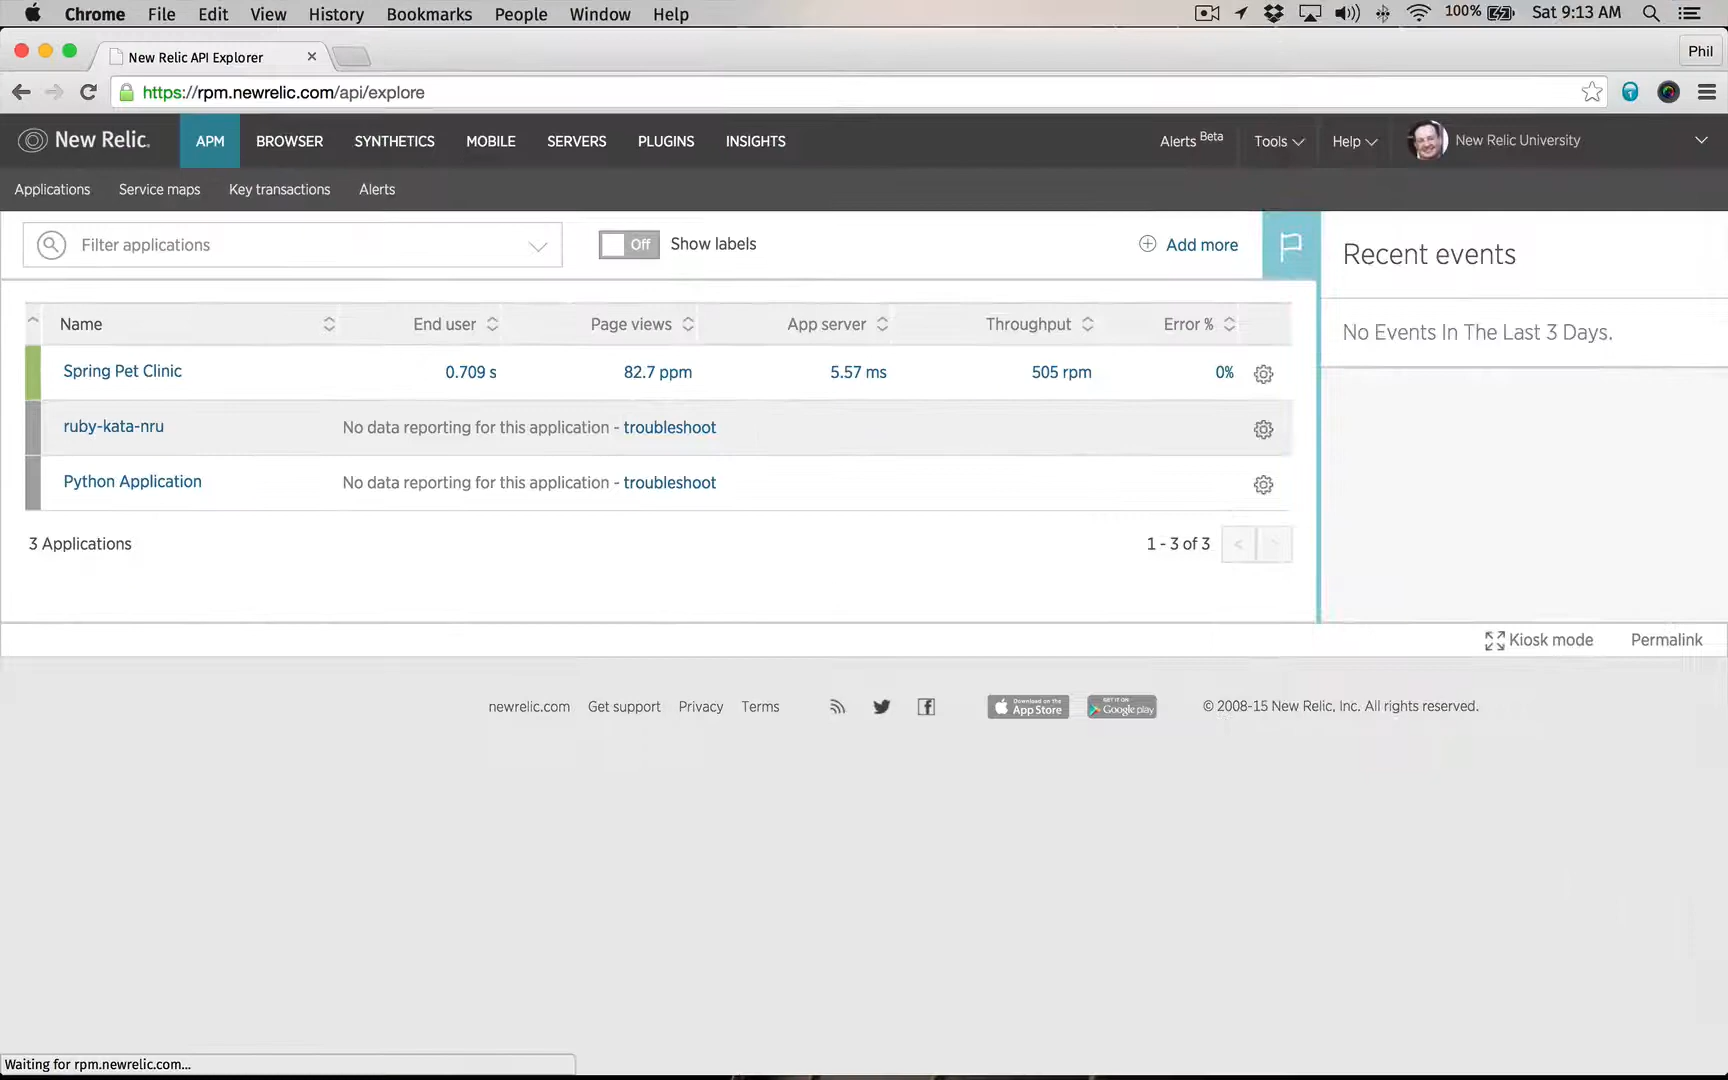 Chrome File Edit View History Bookmarks People Window Help 100% Sat 9:13 AM
New Relic API Explorer Phil
https://rpm.newrelic.com/api/explore
New Relic. APM BROWSER SYNTHETICS MOBILE SERVERS PLUGINS INSIGHTS Alerts Beta Tools Help New Relic University
Applications Service maps Key transactions Alerts
Filter applications Off Show labels Add more Recent events
No Events In The Last 3 Days.
Name End user Page views App server Throughput Error %
Spring Pet Clinic 0.709 s 82.7 ppm 5.57 ms 505 rpm 0%
ruby-kata-nru No data reporting for this application - troubleshoot
Python Application No data reporting for this application - troubleshoot
3 Applications 1 - 3 of 3
Kiosk mode Permalink
newrelic.com Get support Privacy Terms Download on the App Store GET IT ON Google play © 2008-15 New Relic, Inc. All rights reserved.
Waiting for rpm.newrelic.com...